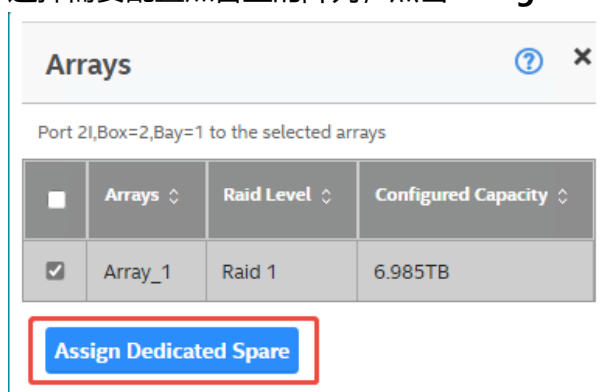 Arrays
Port 2I,Box=2,Bay=1 to the selected arrays
Arrays Raid Level Configured Capacity
Array_1 Raid 1 6.985TB
Assign Dedicated Spare